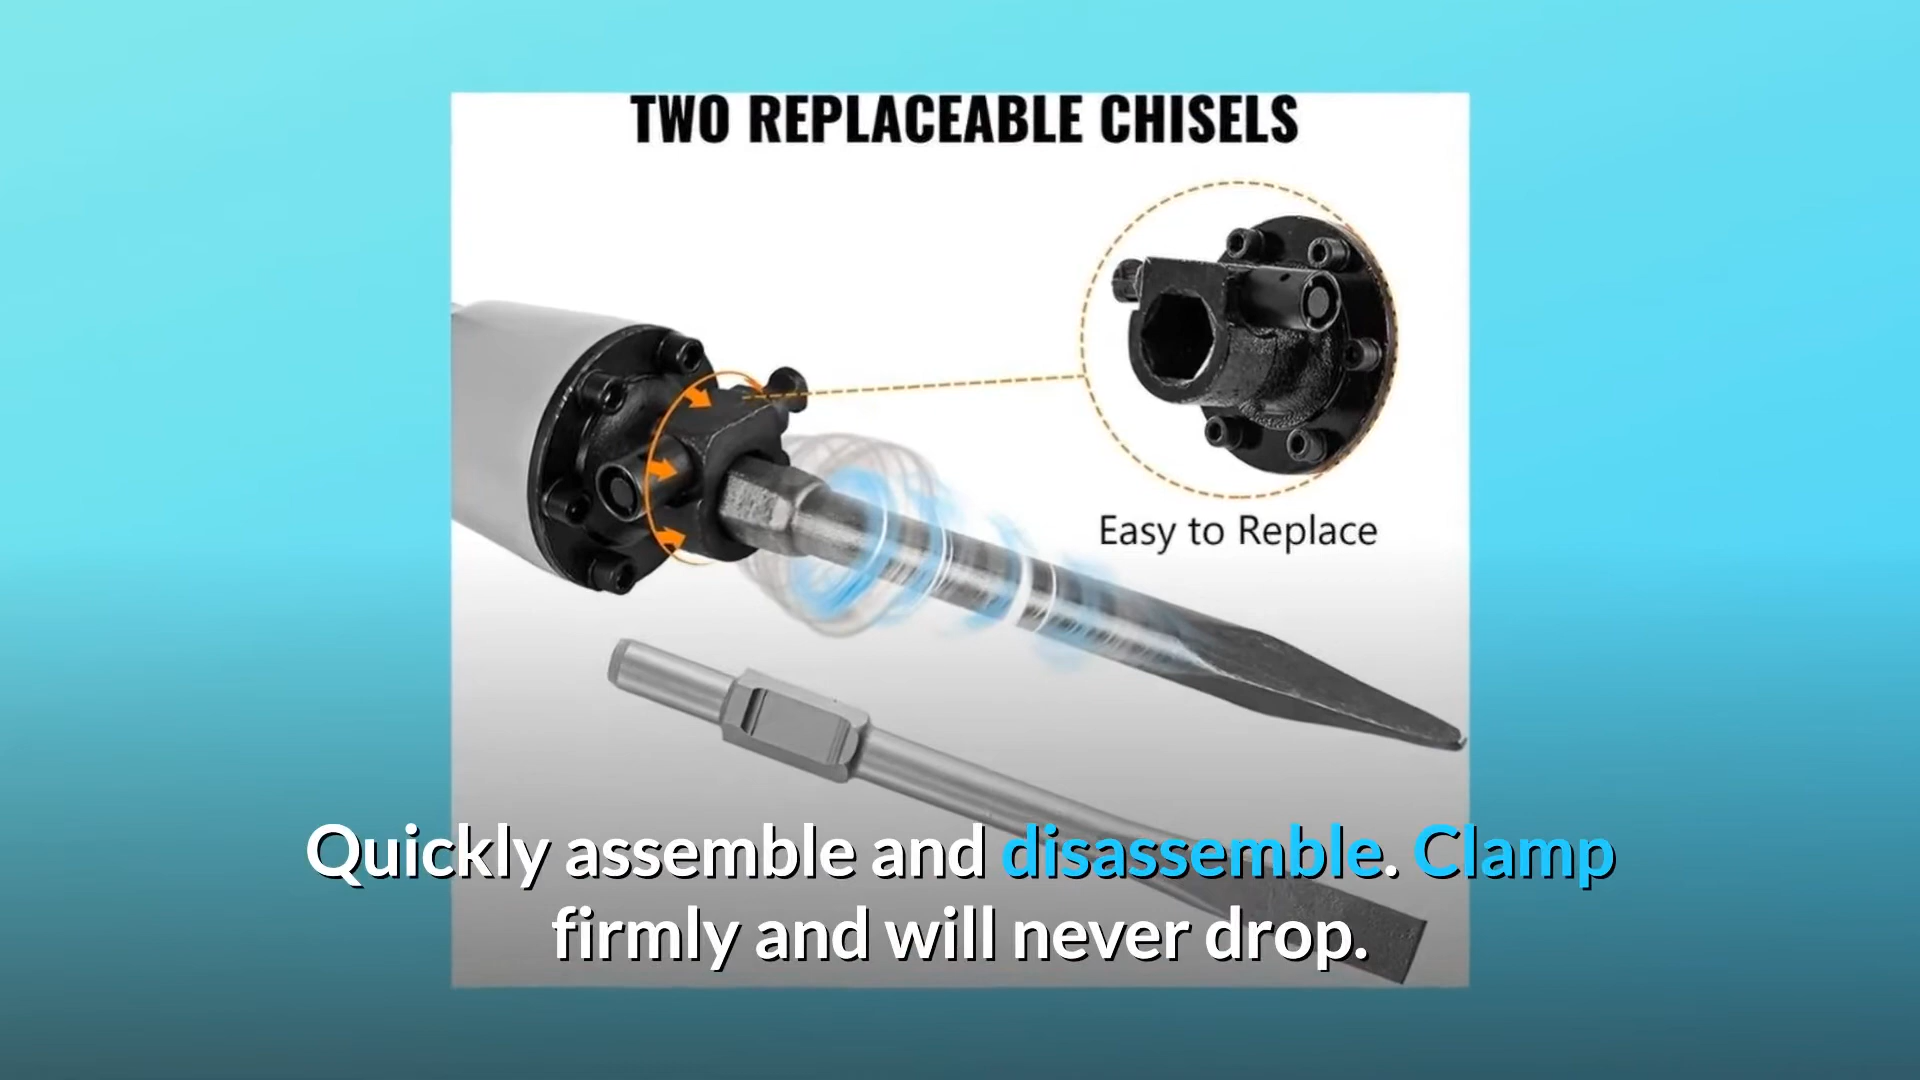 TWO REPLACEABLE CHISELS
Easy to Replace
Quickly assemble and disassemble. Clamp
firmly and will never drop.